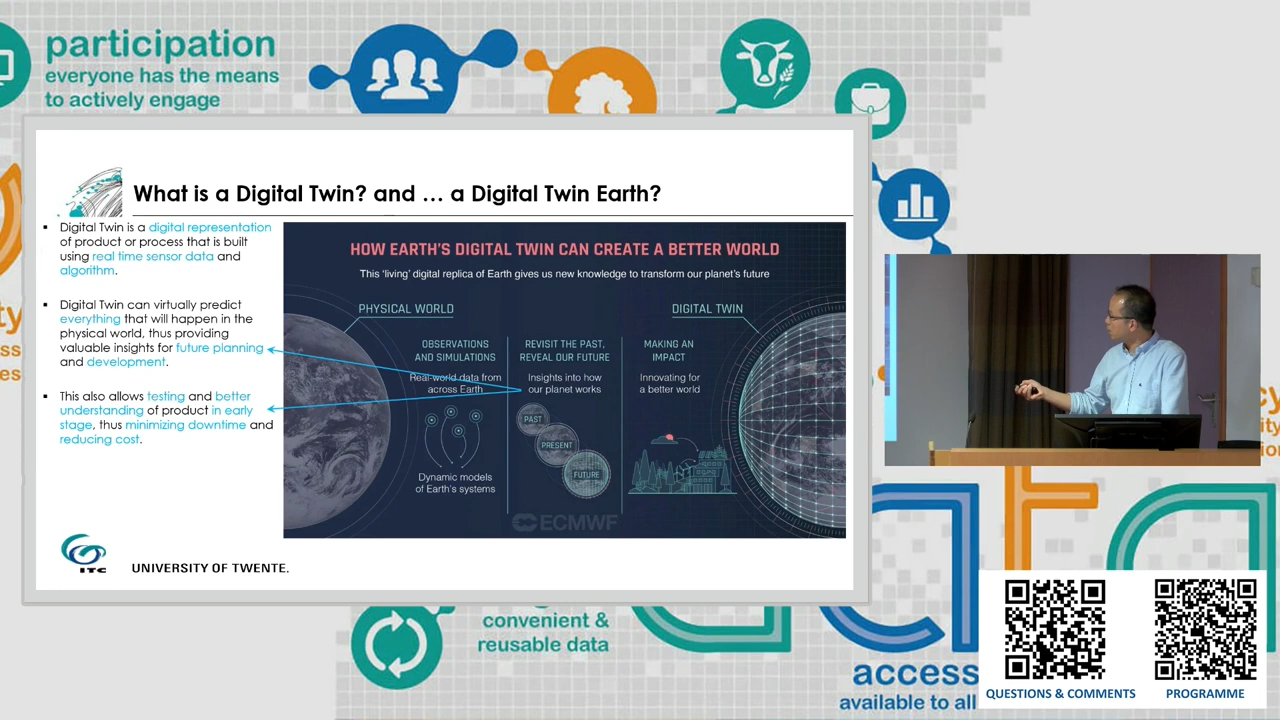 participation
everyone has the means
to actively engage
What is a Digital Twin? and … a Digital Twin Earth?
Digital Twin is a digital representation
of product or process that is built
using real time sensor data and
algorithm.
Digital Twin can virtually predict
everything that will happen in the
physical world, thus providing
valuable insights for future planning
and development.
This also allows testing and better
understanding of product in early
stage, thus minimizing downtime and
reducing cost.
HOW EARTH'S DIGITAL TWIN CAN CREATE A BETTER WORLD
This 'living' digital replica of Earth gives us new knowledge to transform our planet's future
PHYSICAL WORLD
DIGITAL TWIN
OBSERVATIONS
AND SIMULATIONS
Real-world data from
across Earth
Dynamic models
of Earth's systems
REVISIT THE PAST,
REVEAL OUR FUTURE
Insights into how
our planet works
PAST
PRESENT
FUTURE
MAKING AN
IMPACT
Innovating for
a better world
ECMWF
ITC
UNIVERSITY OF TWENTE.
convenient &
reusable data
access
available to all
QUESTIONS & COMMENTS
PROGRAMME